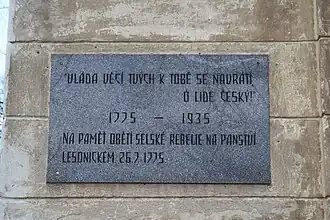 "VLÁDA VĚCÍ TVÝCH K TOBĚ SE NAVRÁTÍ
Ó LIDE ČESKÝ!"
1775 — 1935
NA PAMĚT OBĚTÍ SELSKÉ REBELIE NA PANSTVÍ
LESONICKÉM 26.7.1775.